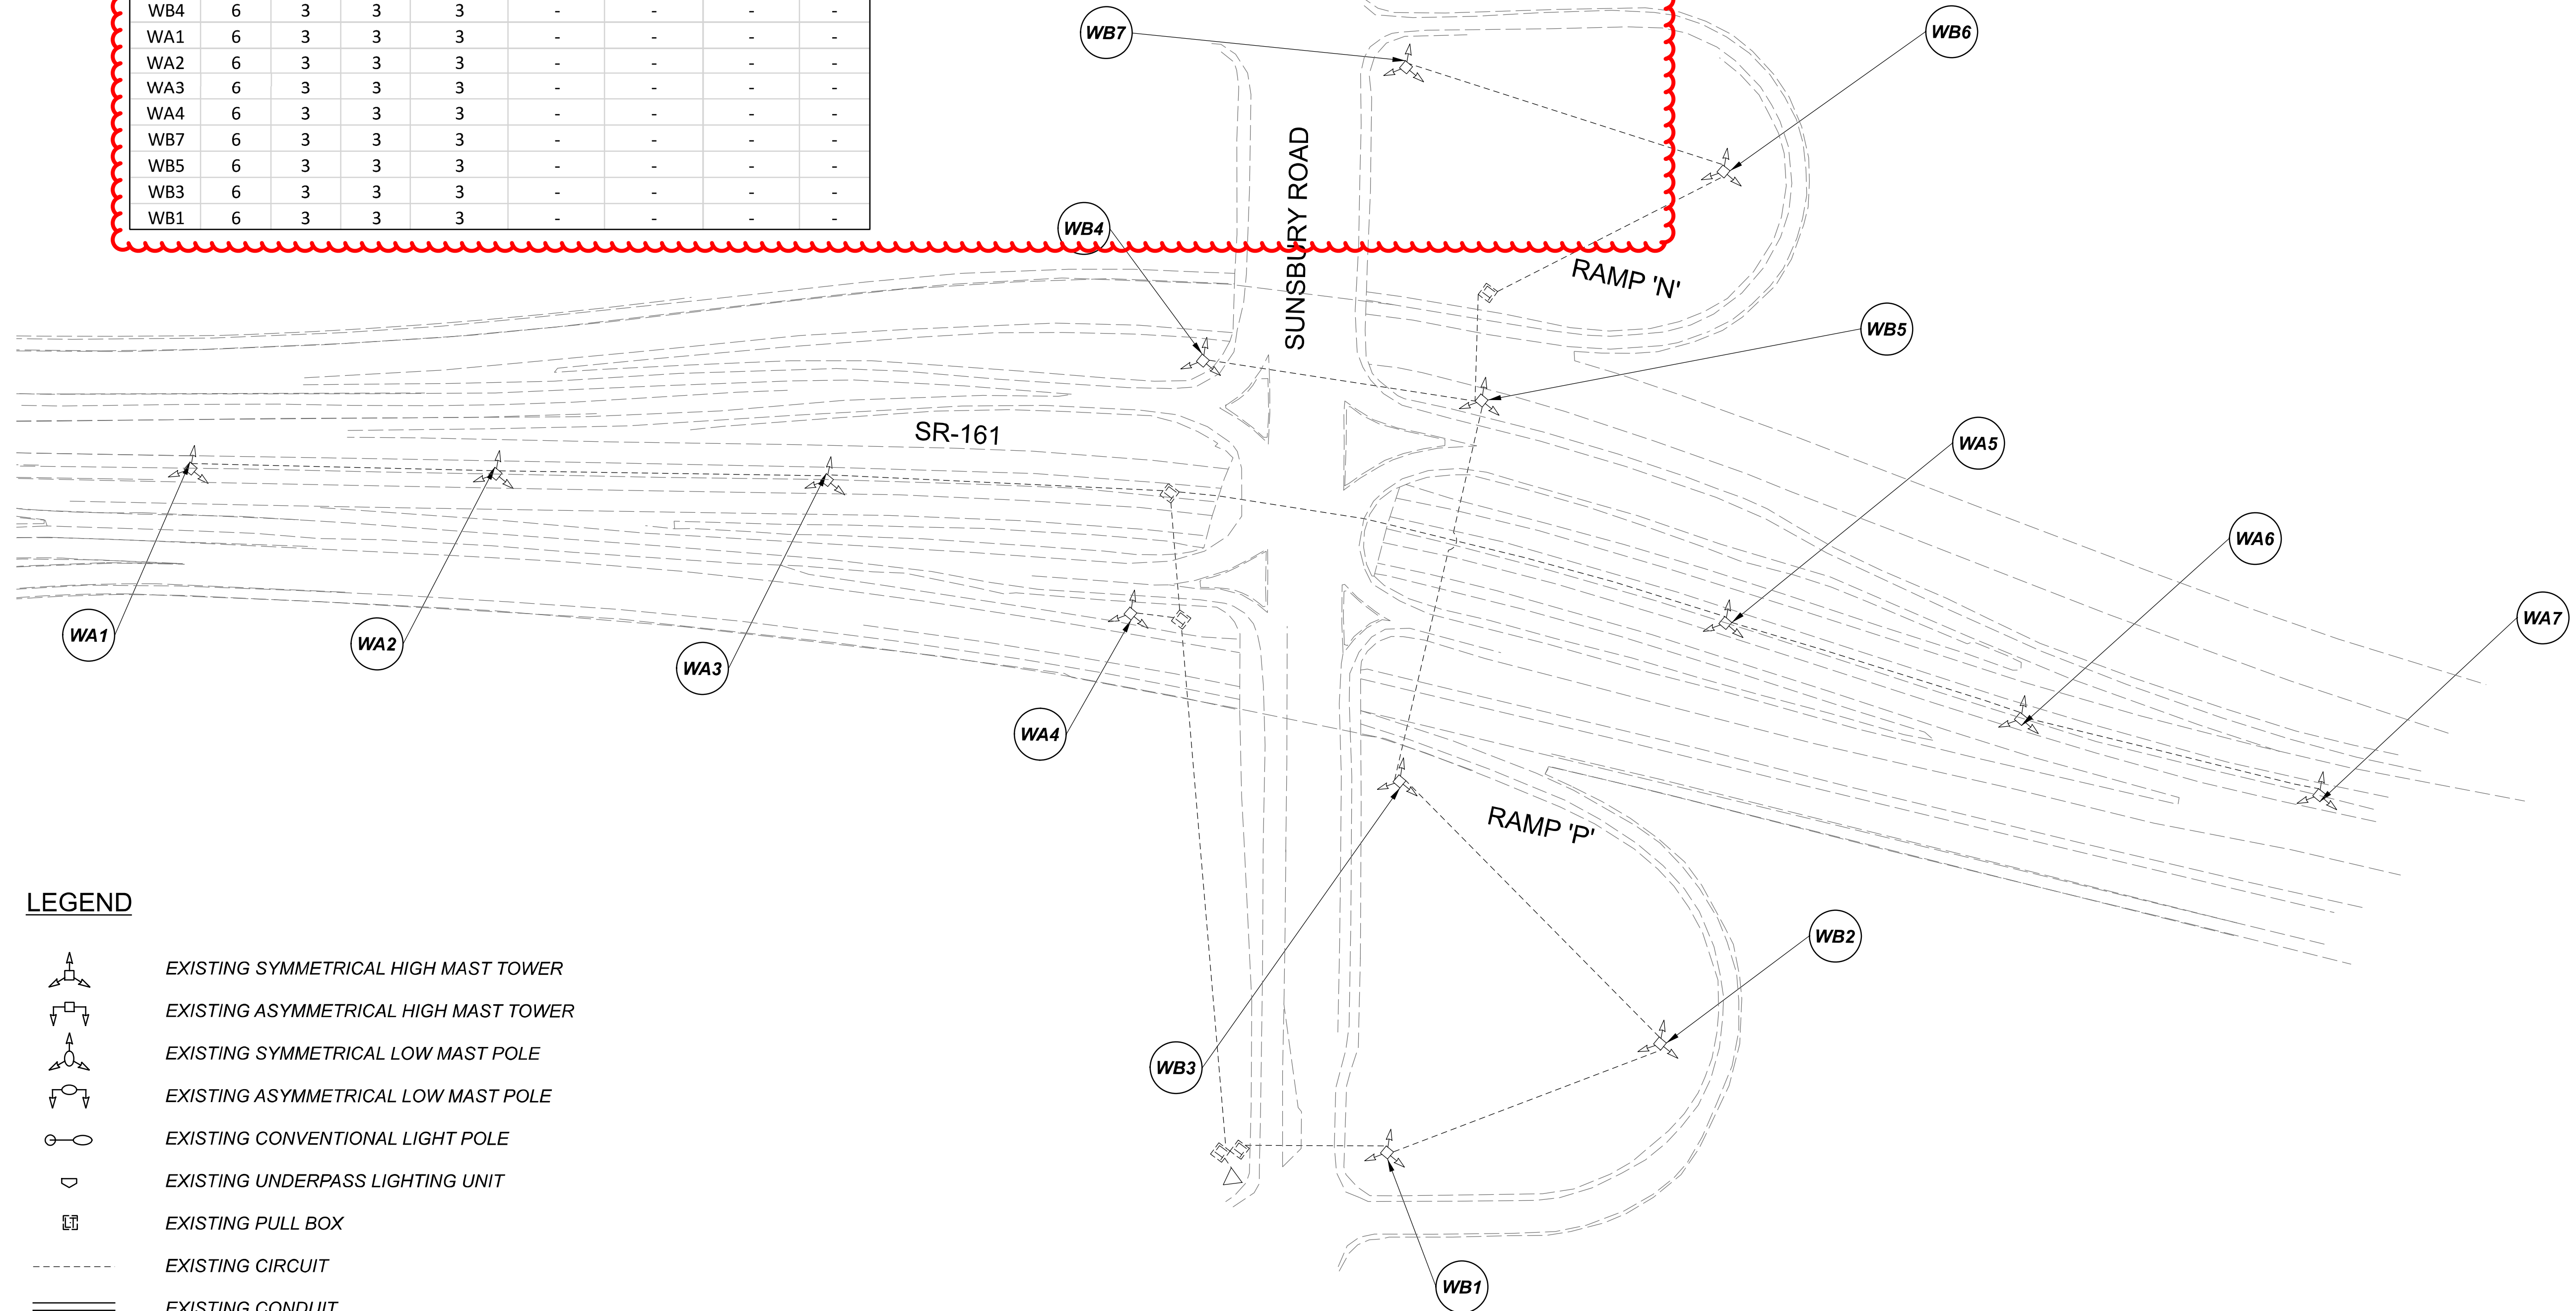 WB4 6 3 3 3 - - - -
WA1 6 3 3 3 - - - -
WA2 6 3 3 3 - - - -
WA3 6 3 3 3 - - - -
WA4 6 3 3 3 - - - -
WB7 6 3 3 3 - - - -
WB5 6 3 3 3 - - - -
WB3 6 3 3 3 - - - -
WB1 6 3 3 3 - - - -
WB7
WB6
SUNSBURY ROAD
WB4
RAMP 'N'
WB5
SR-161
WA5
WA6
WA7
WA1
WA2
WA3
WA4
RAMP 'P'
WB2
WB3
WB1
LEGEND
EXISTING SYMMETRICAL HIGH MAST TOWER
EXISTING ASYMMETRICAL HIGH MAST TOWER
EXISTING SYMMETRICAL LOW MAST POLE
EXISTING ASYMMETRICAL LOW MAST POLE
EXISTING CONVENTIONAL LIGHT POLE
EXISTING UNDERPASS LIGHTING UNIT
LT EXISTING PULL BOX
EXISTING CIRCUIT
EXISTING CONDUIT